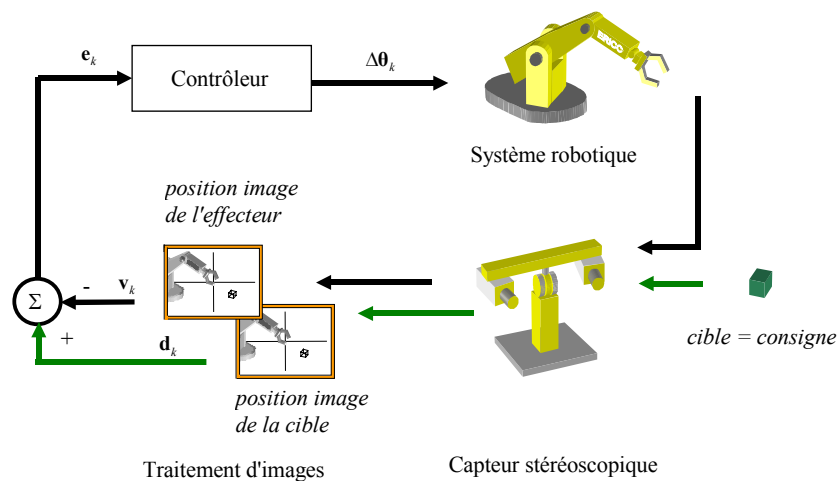 e_k
Contrôleur
Δθ_k
BRICC
Système robotique
position image
de l'effecteur
Σ
-
v_k
+
d_k
cible = consigne
position image
de la cible
Traitement d'images
Capteur stéréoscopique